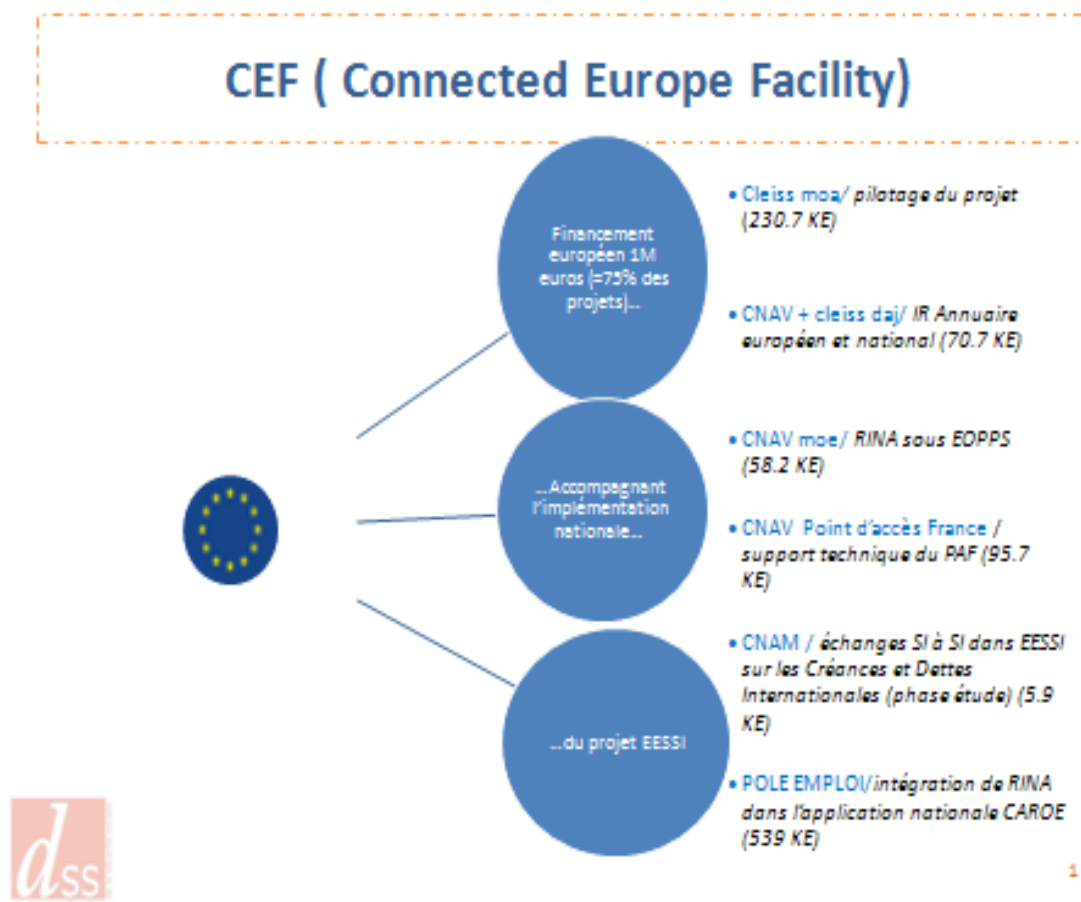 CEF ( Connected Europe Facility)
Financement
européen 1M
euros (=75% des
projets)...
...Accompagnant
l'implémentation
nationale...
...du projet EESSI
• Cleiss moa/ pilotage du projet
(230.7 KE)
• CNAV + cleiss daj/ IR Annuaire
européen et national (70.7 KE)
• CNAV moe/ RINA sous EOPPS
(58.2 KE)
• CNAV Point d'accès France /
support technique du PAF (95.7
KE)
• CNAM / échanges SI à SI dans EESSI
sur les Créances et Dettes
Internationales (phase étude) (5.9
KE)
• POLE EMPLOI/intégration de RINA
dans l'application nationale CAROE
(539 KE)
dss
1